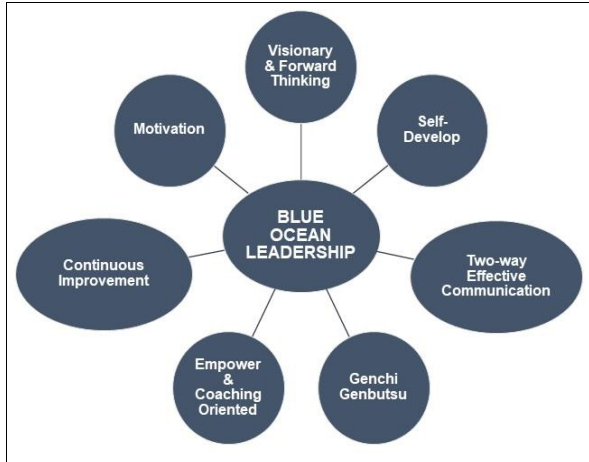 Visionary
& Forward
Thinking
Motivation
Self-
Develop
BLUE
OCEAN
LEADERSHIP
Continuous
Improvement
Two-way
Effective
Communication
Empower
&
Coaching
Oriented
Genchi
Genbutsu